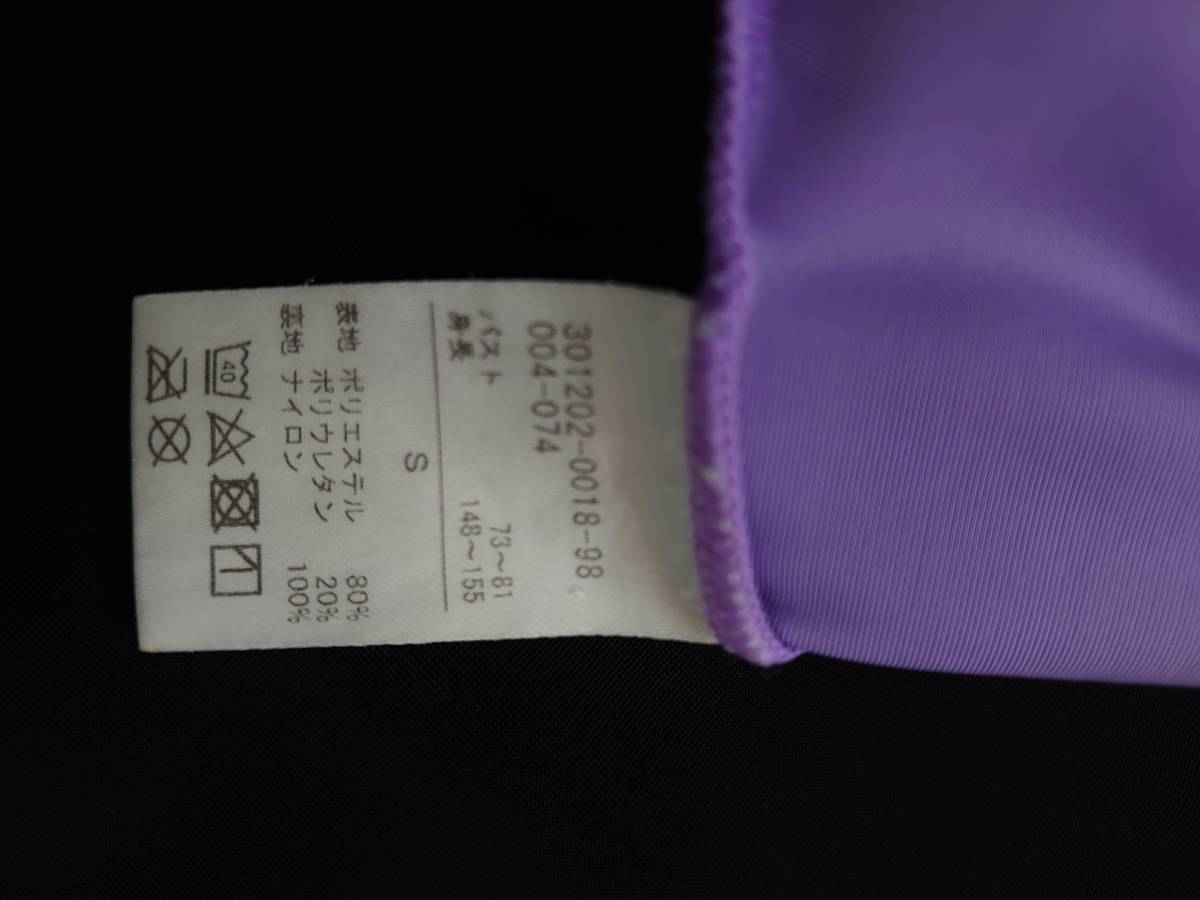 301202-0018-98
004-074
バスト 73～81
身長 148～155
S
表地 ポリエステル 80%
ポリウレタン 20%
裏地 ナイロン 100%
40